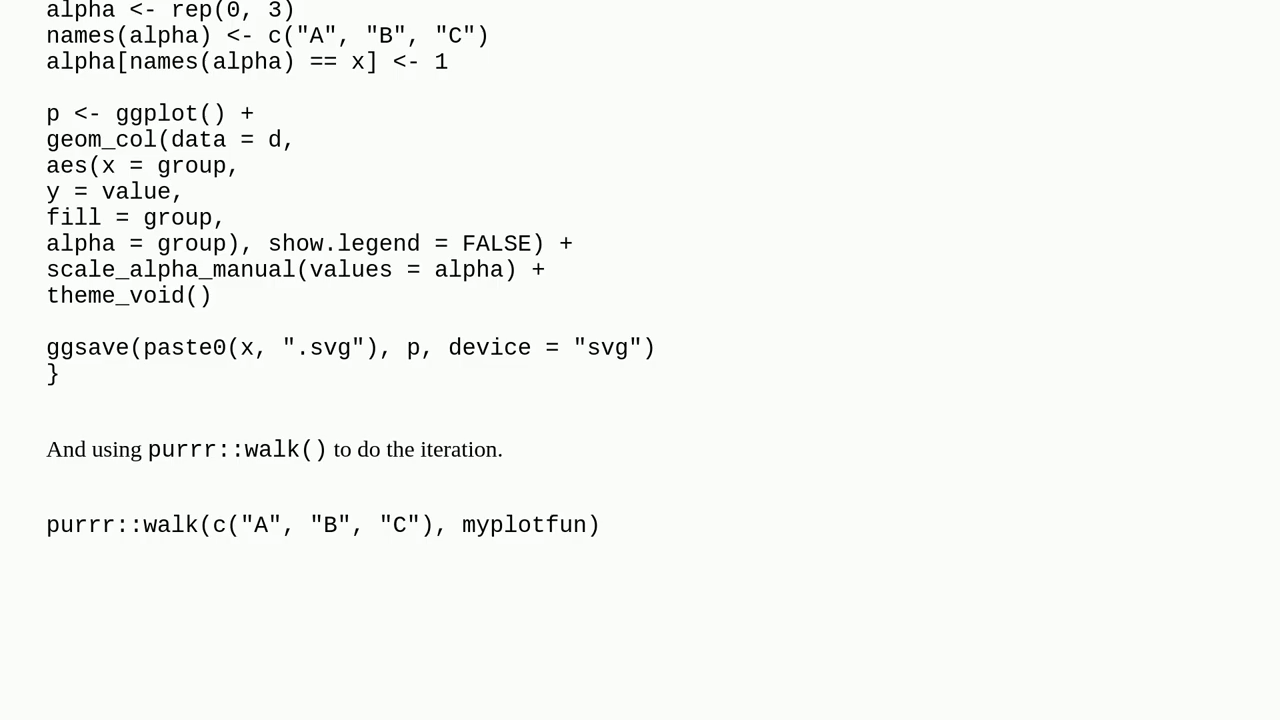 alpha <- rep(0, 3)
names(alpha) <- c("A", "B", "C")
alpha[names(alpha) == x] <- 1
p <- ggplot() +
geom_col(data = d,
aes(x = group,
y = value,
fill = group,
alpha = group), show.legend = FALSE) +
scale_alpha_manual(values = alpha) +
theme_void()
ggsave(paste0(x, ".svg"), p, device = "svg")
}
And using purrr::walk() to do the iteration.
purrr::walk(c("A", "B", "C"), myplotfun)